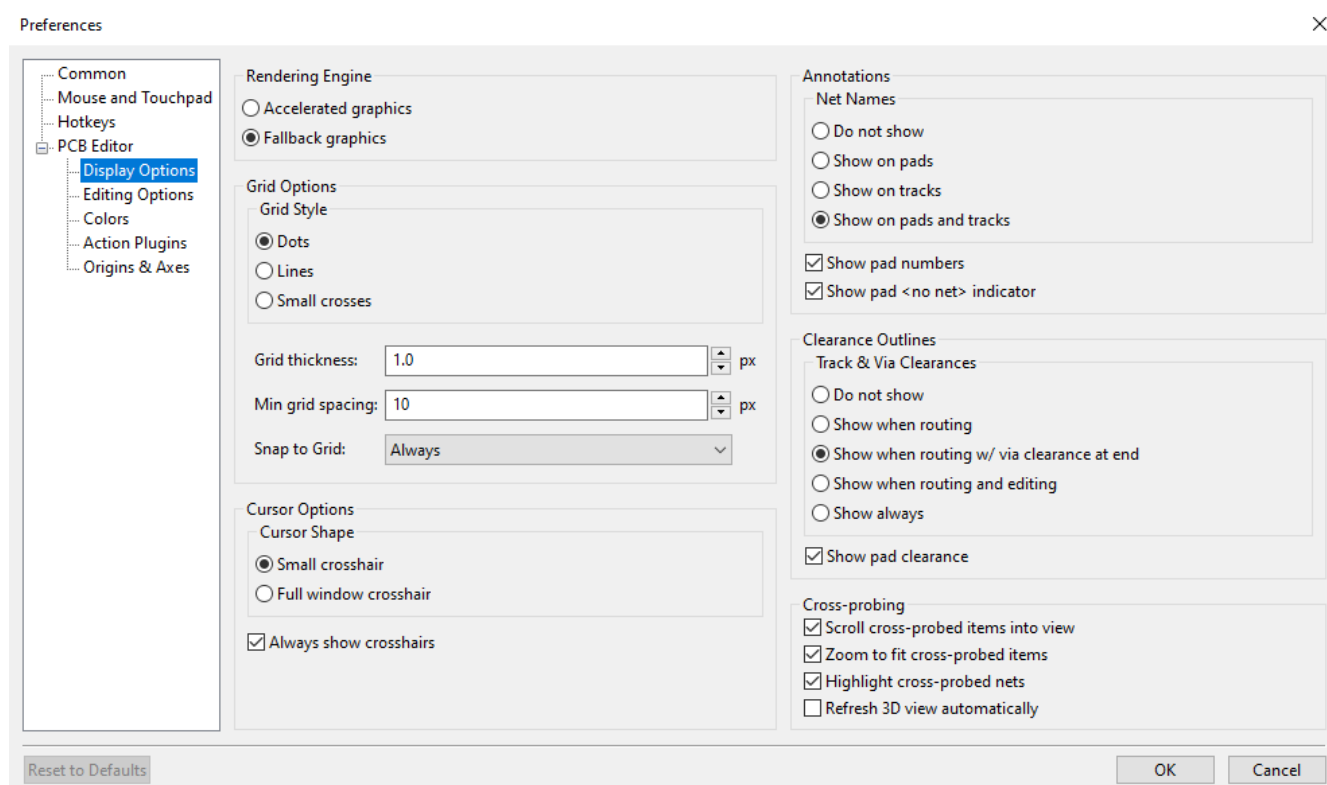 Preferences
Common
Mouse and Touchpad
Hotkeys
PCB Editor
Display Options
Editing Options
Colors
Action Plugins
Origins & Axes
Rendering Engine
Accelerated graphics
Fallback graphics
Grid Options
Grid Style
Dots
Lines
Small crosses
Grid thickness: 1.0 px
Min grid spacing: 10 px
Snap to Grid: Always
Cursor Options
Cursor Shape
Small crosshair
Full window crosshair
Always show crosshairs
Annotations
Net Names
Do not show
Show on pads
Show on tracks
Show on pads and tracks
Show pad numbers
Show pad <no net> indicator
Clearance Outlines
Track & Via Clearances
Do not show
Show when routing
Show when routing w/ via clearance at end
Show when routing and editing
Show always
Show pad clearance
Cross-probing
Scroll cross-probed items into view
Zoom to fit cross-probed items
Highlight cross-probed nets
Refresh 3D view automatically
Reset to Defaults
OK
Cancel